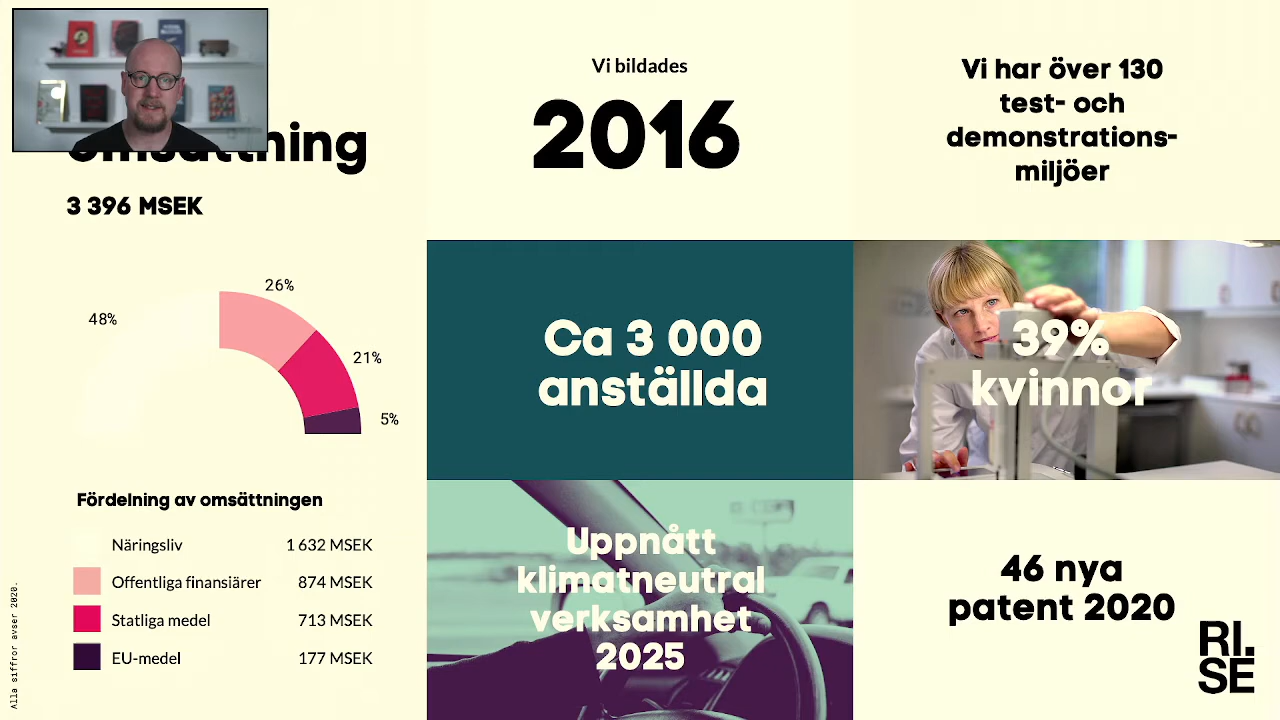 omsättning
3 396 MSEK
48%
26%
21%
5%
Fördelning av omsättningen
Näringsliv 1 632 MSEK
Offentliga finansiärer 874 MSEK
Statliga medel 713 MSEK
EU-medel 177 MSEK
Alla siffror avser 2020.
Vi bildades
2016
Vi har över 130
test- och
demonstrations-
miljöer
Ca 3 000
anställda
39%
kvinnor
Uppnått
klimatneutral
verksamhet
2025
46 nya
patent 2020
RI.
SE